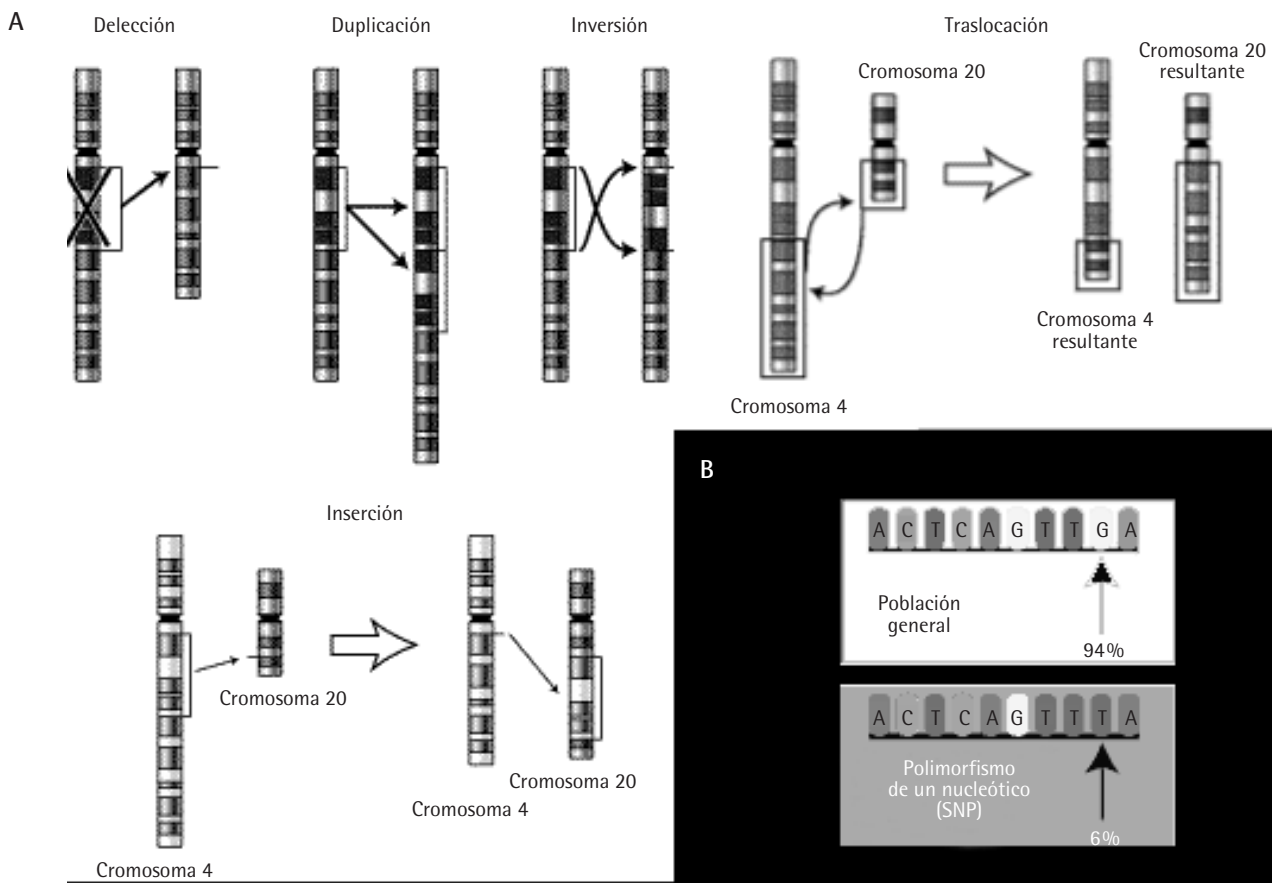 A
Delección
Duplicación
Inversión
Traslocación
Cromosoma 20
Cromosoma 20
resultante
Cromosoma 4
resultante
Cromosoma 4
Inserción
Cromosoma 20
Cromosoma 20
Cromosoma 4
Cromosoma 4
B
A C T C A G T T G A
Población
general
94%
A C T C A G T T T A
Polimorfismo
de un nucleótico
(SNP)
6%